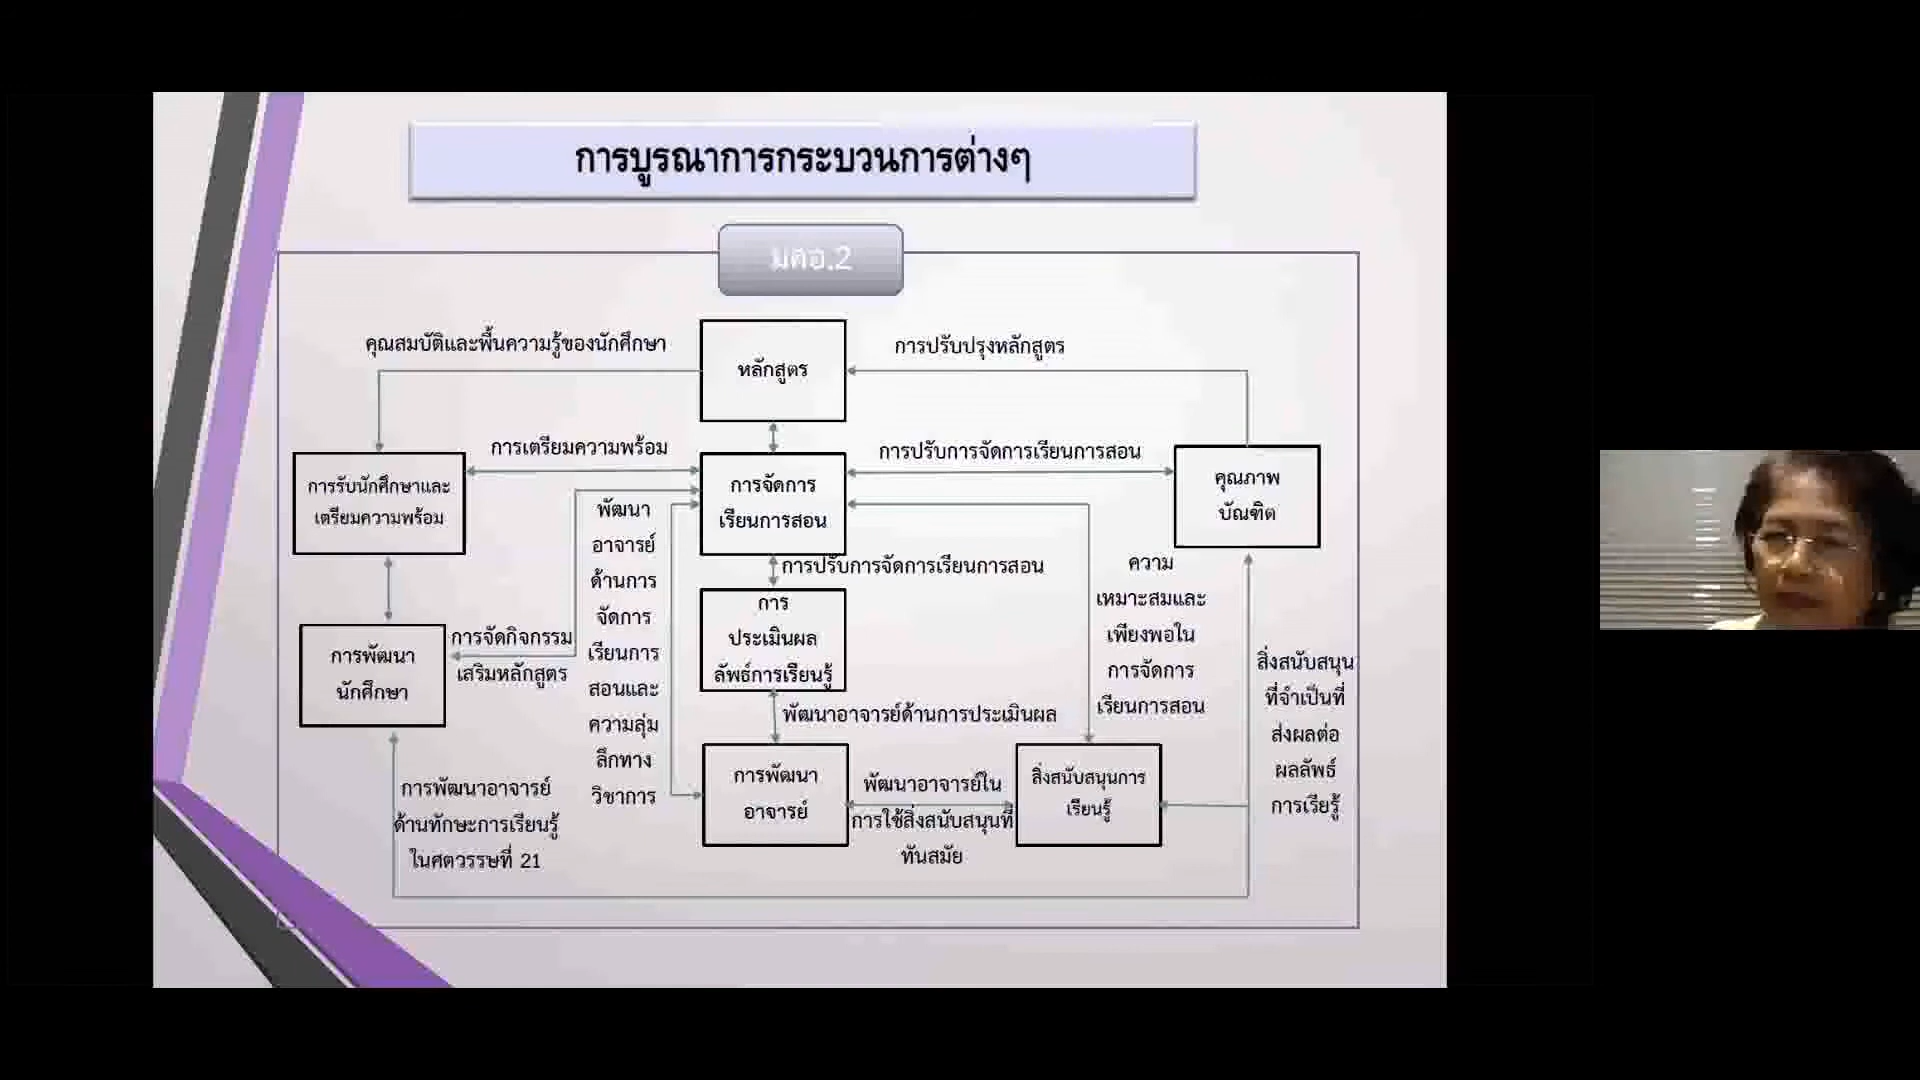 การบูรณาการกระบวนการต่างๆ
มคอ.2
คุณสมบัติและพื้นความรู้ของนักศึกษา
หลักสูตร
การปรับปรุงหลักสูตร
การรับนักศึกษาและ
เตรียมความพร้อม
การเตรียมความพร้อม
การจัดการ
เรียนการสอน
การปรับการจัดการเรียนการสอน
คุณภาพ
บัณฑิต
พัฒนา
อาจารย์
ด้านการ
จัดการ
เรียนการ
สอนและ
ความลุ่ม
ลึกทาง
วิชาการ
การปรับการจัดการเรียนการสอน
การ
ประเมินผล
ลัพธ์การเรียนรู้
ความ
เหมาะสมและ
เพียงพอใน
การจัดการ
เรียนการสอน
การพัฒนา
นักศึกษา
การจัดกิจกรรม
เสริมหลักสูตร
สิ่งสนับสนุน
ที่จำเป็นที่
ส่งผลต่อ
ผลลัพธ์
การเรียรู้
พัฒนาอาจารย์ด้านการประเมินผล
การพัฒนาอาจารย์
ด้านทักษะการเรียนรู้
ในศตวรรษที่ 21
การพัฒนา
อาจารย์
พัฒนาอาจารย์ใน
การใช้สิ่งสนับสนุนที่
ทันสมัย
สิ่งสนับสนุนการ
เรียนรู้